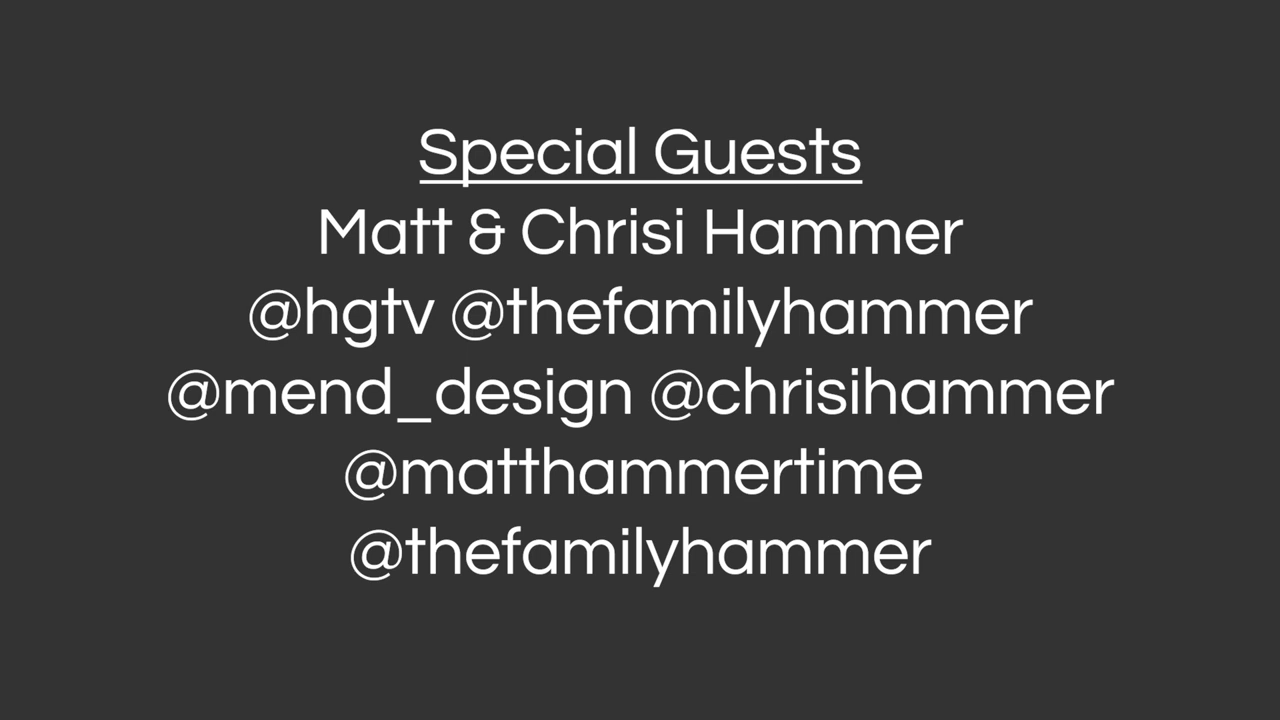 Special Guests
Matt & Chrisi Hammer
@hgtv @thefamilyhammer
@mend_design @chrisihammer
@matthammertime
@thefamilyhammer